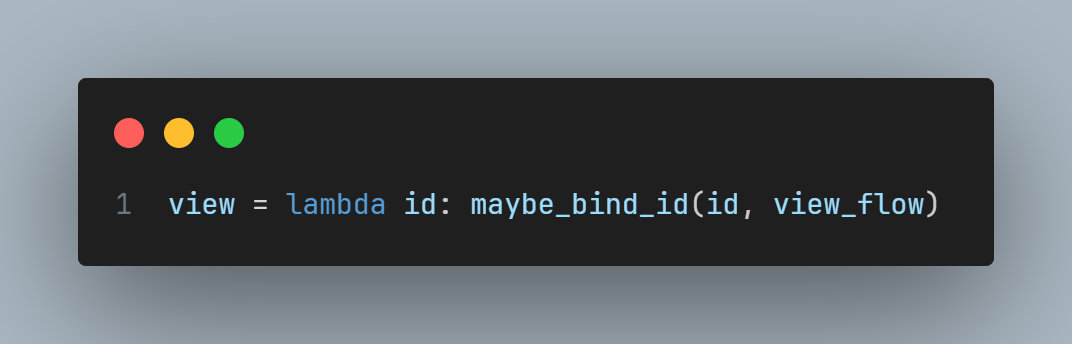 1 view = lambda id: maybe_bind_id(id, view_flow)